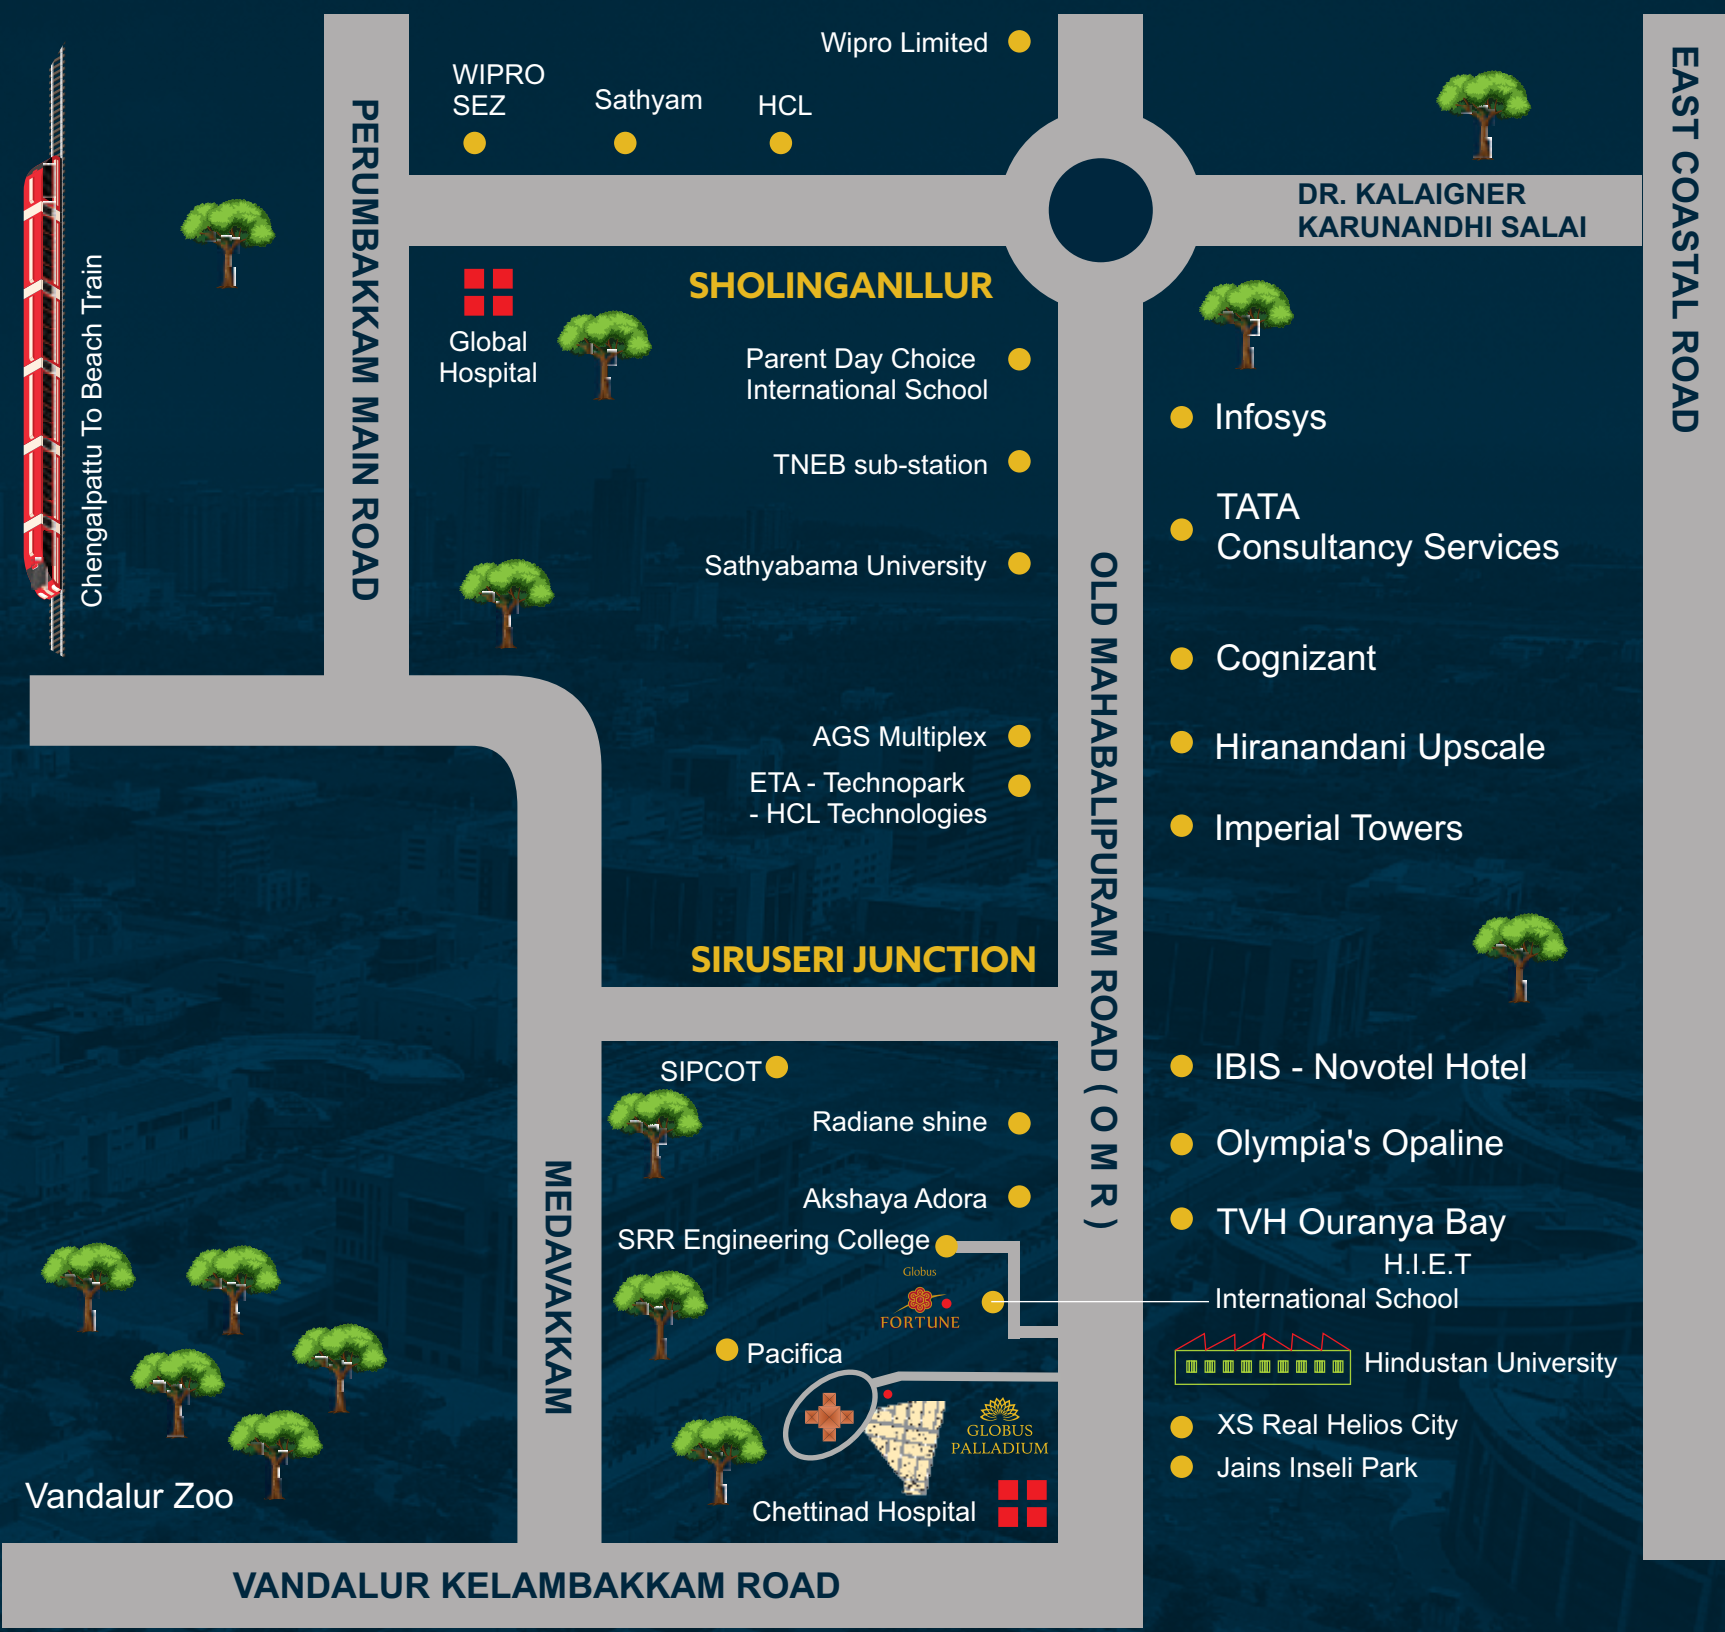 Wipro Limited
WIPRO
SEZ
Sathyam
HCL
EAST COASTAL ROAD
PERUMBAKKAM MAIN ROAD
DR. KALAIGNER
KARUNANDHI SALAI
Chengalpattu To Beach Train
SHOLINGANLLUR
Global
Hospital
Parent Day Choice
International School
Infosys
TNEB sub-station
TATA
Consultancy Services
Sathyabama University
OLD MAHABALIPURAM ROAD ( O M R )
Cognizant
AGS Multiplex
Hiranandani Upscale
ETA - Technopark
- HCL Technologies
Imperial Towers
SIRUSERI JUNCTION
SIPCOT
IBIS - Novotel Hotel
Radiane shine
Olympia's Opaline
MEDAVAKKAM
Akshaya Adora
TVH Ouranya Bay
SRR Engineering College
H.I.E.T
International School
Globus
FORTUNE
Pacifica
Hindustan University
GLOBUS
PALLADIUM
XS Real Helios City
Jains Inseli Park
Vandalur Zoo
Chettinad Hospital
VANDALUR KELAMBAKKAM ROAD